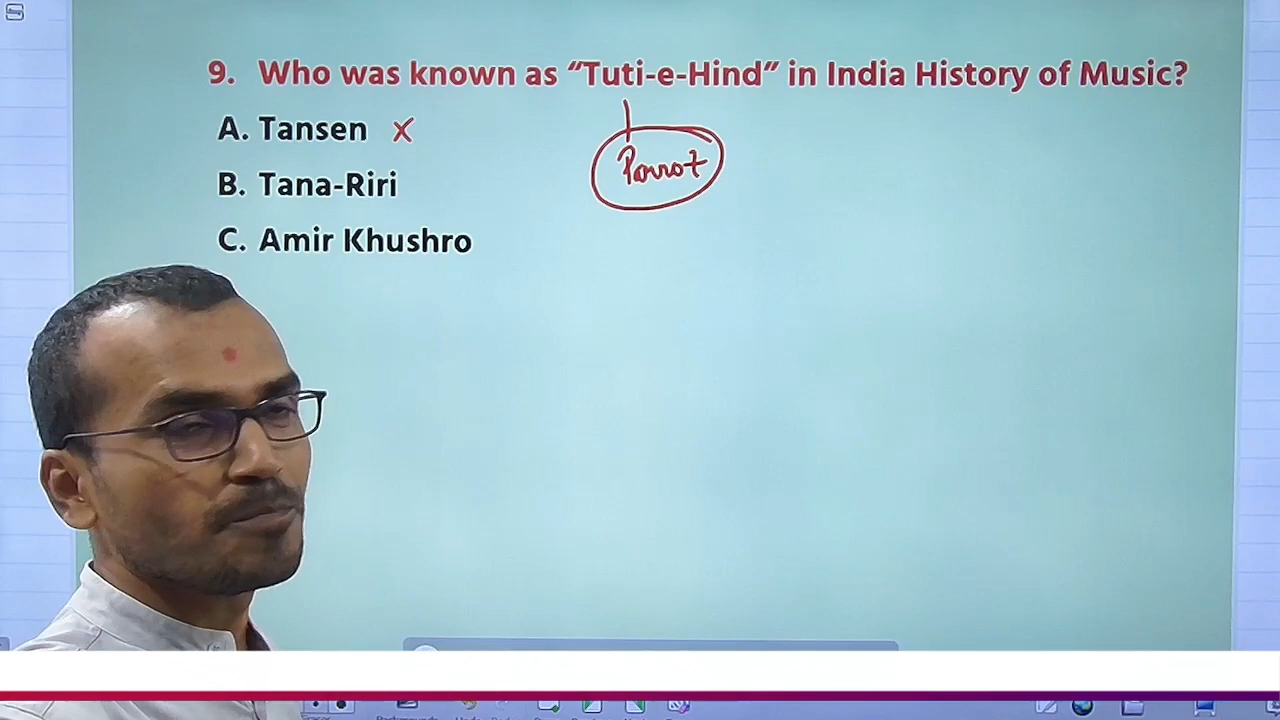 9. Who was known as “Tuti-e-Hind” in India History of Music?
A. Tansen x
Parrot
B. Tana-Riri
C. Amir Khushro